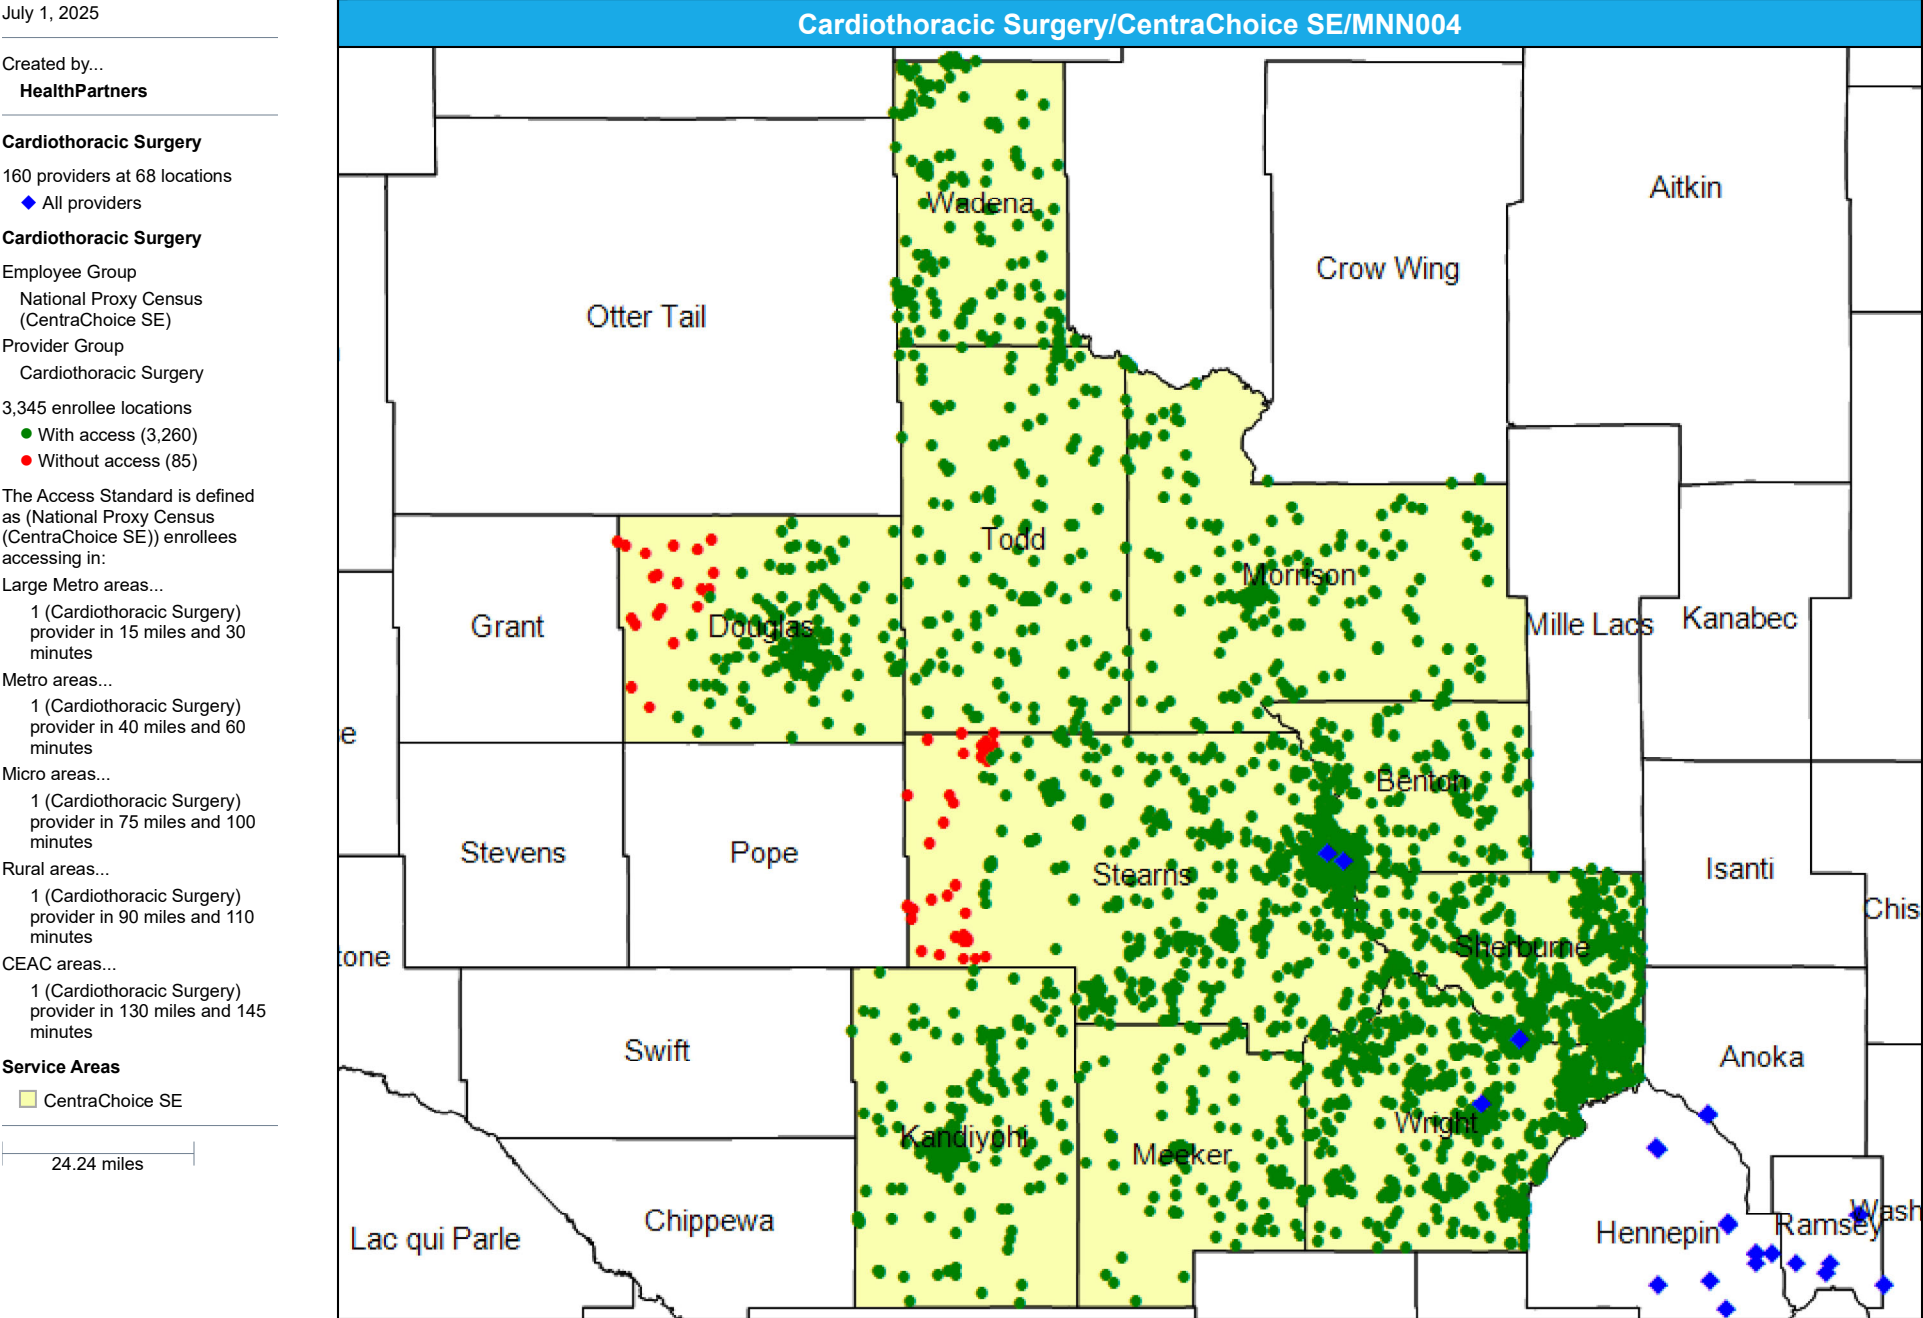 July 1, 2025
Created by...
HealthPartners
Cardiothoracic Surgery
160 providers at 68 locations
All providers
Cardiothoracic Surgery
Employee Group
National Proxy Census
(CentraChoice SE)
Provider Group
Cardiothoracic Surgery
3,345 enrollee locations
With access (3,260)
Without access (85)
The Access Standard is defined
as (National Proxy Census
(CentraChoice SE)) enrollees
accessing in:
Large Metro areas...
1 (Cardiothoracic Surgery)
provider in 15 miles and 30
minutes
Metro areas...
1 (Cardiothoracic Surgery)
provider in 40 miles and 60
minutes
Micro areas...
1 (Cardiothoracic Surgery)
provider in 75 miles and 100
minutes
Rural areas...
1 (Cardiothoracic Surgery)
provider in 90 miles and 110
minutes
CEAC areas...
1 (Cardiothoracic Surgery)
provider in 130 miles and 145
minutes
Service Areas
CentraChoice SE
24.24 miles
Cardiothoracic Surgery/CentraChoice SE/MNN004
Aitkin
Wadena
Crow Wing
Otter Tail
Todd
Morrison
Grant
Douglas
Mille Lacs
Kanabec
e
Benton
Stevens
Pope
Stearns
Isanti
Chis
Sherburne
tone
Swift
Anoka
Wright
Kandiyohi
Meeker
Wash
Chippewa
Ramsey
Lac qui Parle
Hennepin